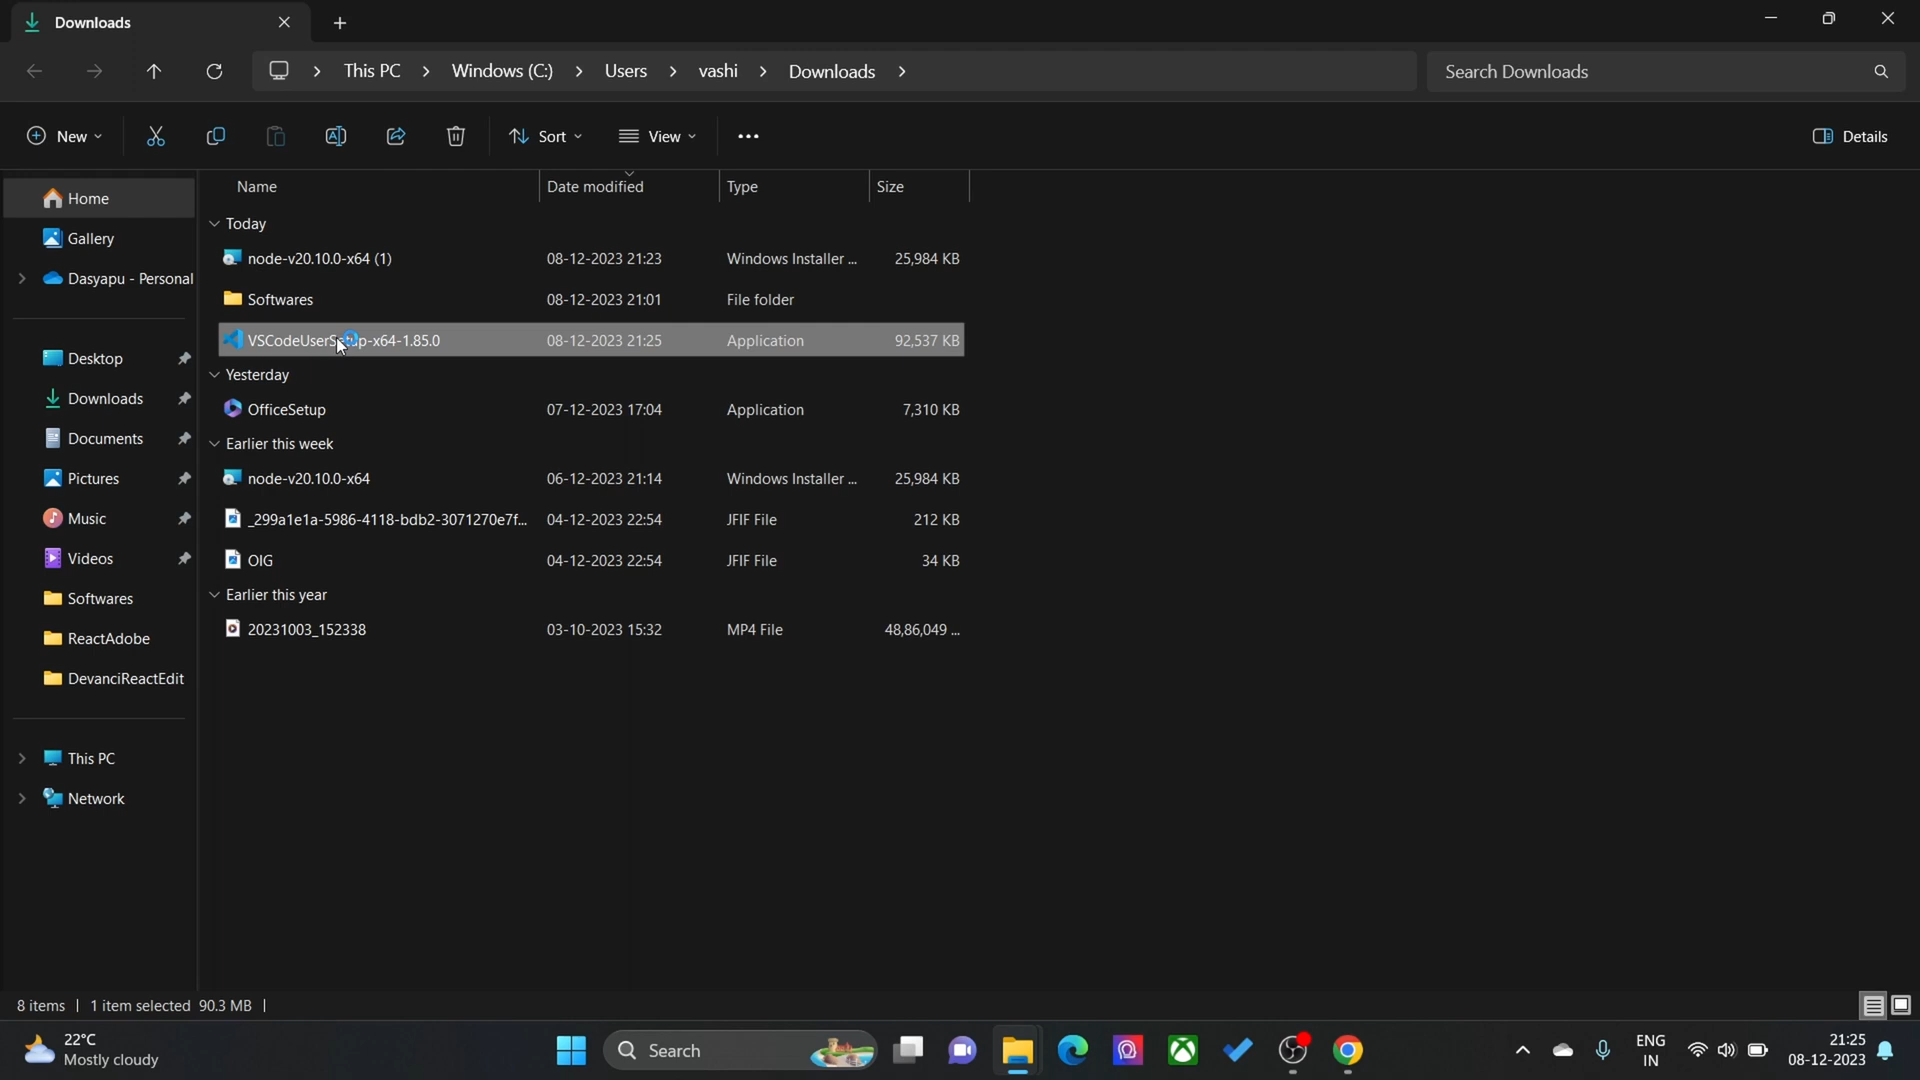 Downloads
This PC Windows (C:) Users vashi Downloads
Search Downloads
New Sort View Details
Name Date modified Type Size
Home
Gallery
Dasyapu - Personal
Desktop
Downloads
Documents
Pictures
Music
Videos
Softwares
ReactAdobe
DevanciReactEdit
This PC
Network
Today
node-v20.10.0-x64 (1) 08-12-2023 21:23 Windows Installer ... 25,984 KB
Softwares 08-12-2023 21:01 File folder
VSCodeUserSetup-x64-1.85.0 08-12-2023 21:25 Application 92,537 KB
Yesterday
OfficeSetup 07-12-2023 17:04 Application 7,310 KB
Earlier this week
node-v20.10.0-x64 06-12-2023 21:14 Windows Installer ... 25,984 KB
_299a1e1a-5986-4118-bdb2-3071270e7f... 04-12-2023 22:54 JFIF File 212 KB
OIG 04-12-2023 22:54 JFIF File 34 KB
Earlier this year
20231003_152338 03-10-2023 15:32 MP4 File 48,86,049 ...
8 items 1 item selected 90.3 MB
22°C
Mostly cloudy
Search
ENG
IN
21:25
08-12-2023